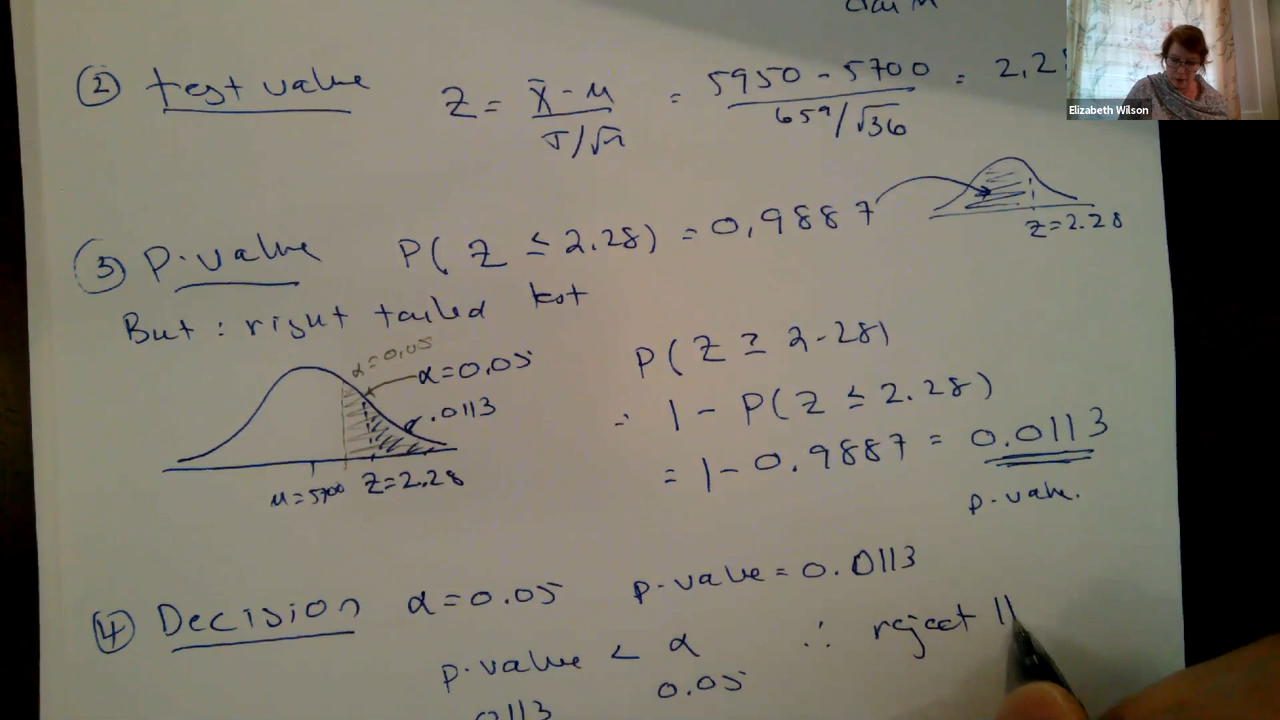 claim
② test value Z = x̄ - μ / σ/√n = 5950 - 5700 / 659/√36 = 2.2
Elizabeth Wilson
③ P-value P( Z ≤ 2.28) = 0.9887
Z=2.28
But : right tailed test
α=0.05
α=0.05
.0113
μ=5700 Z=2.28
P( Z ≥ 2.28)
∴ 1 - P( Z ≤ 2.28)
= 1 - 0.9887 = 0.0113
p-value.
④ Decision α=0.05 p-value = 0.0113
p-value < α ∴ reject H
.0113 0.05